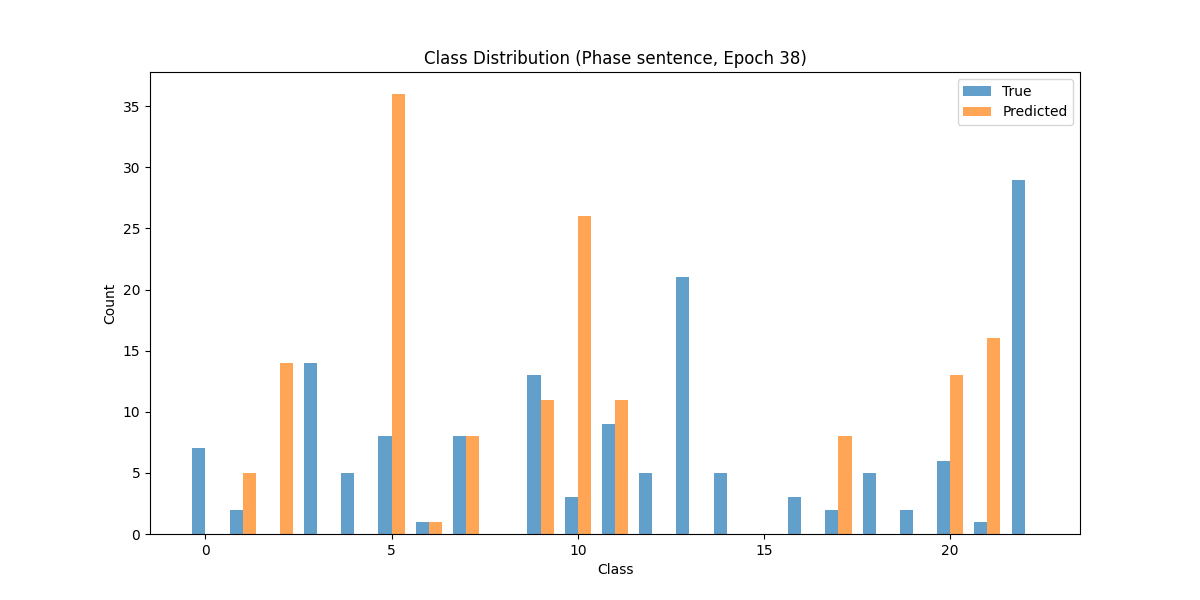 Class Distribution (Phase sentence, Epoch 38)
True
Predicted
Count
35
30
25
20
15
10
5
0
0 5 10 15 20
Class